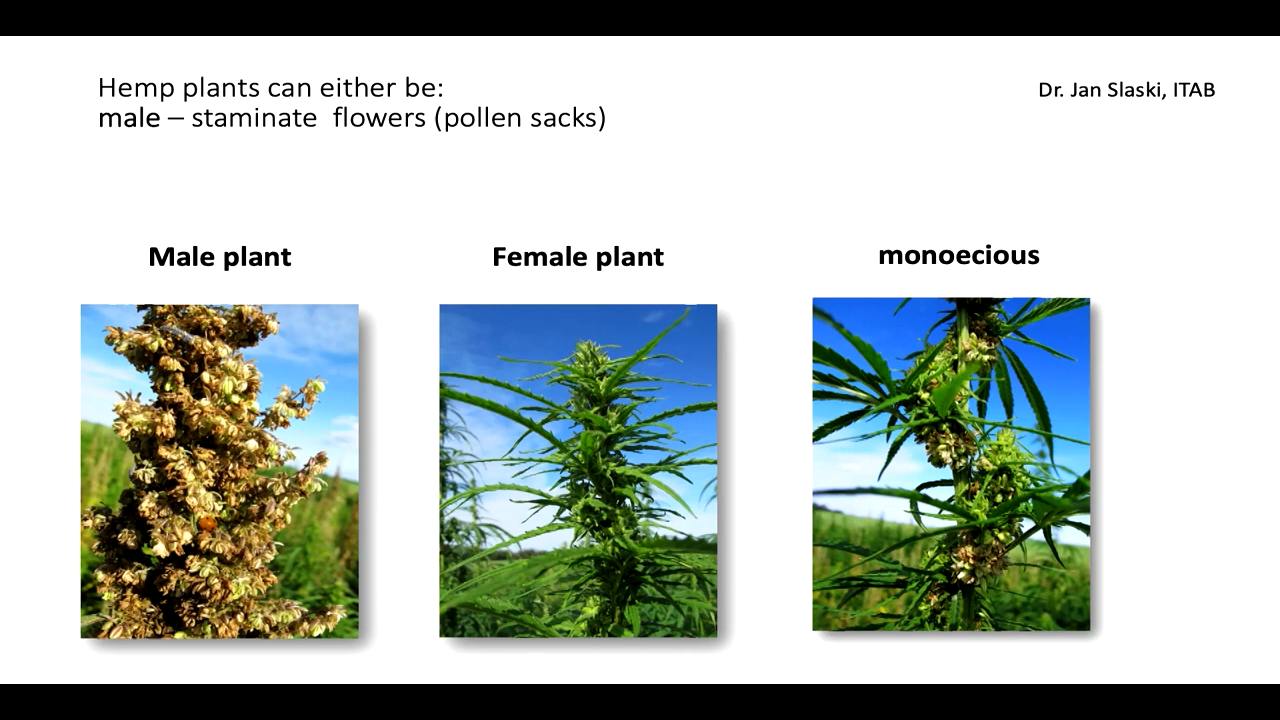 Hemp plants can either be:
male – staminate  flowers (pollen sacks)
Dr. Jan Slaski, ITAB
Male plant
Female plant
monoecious